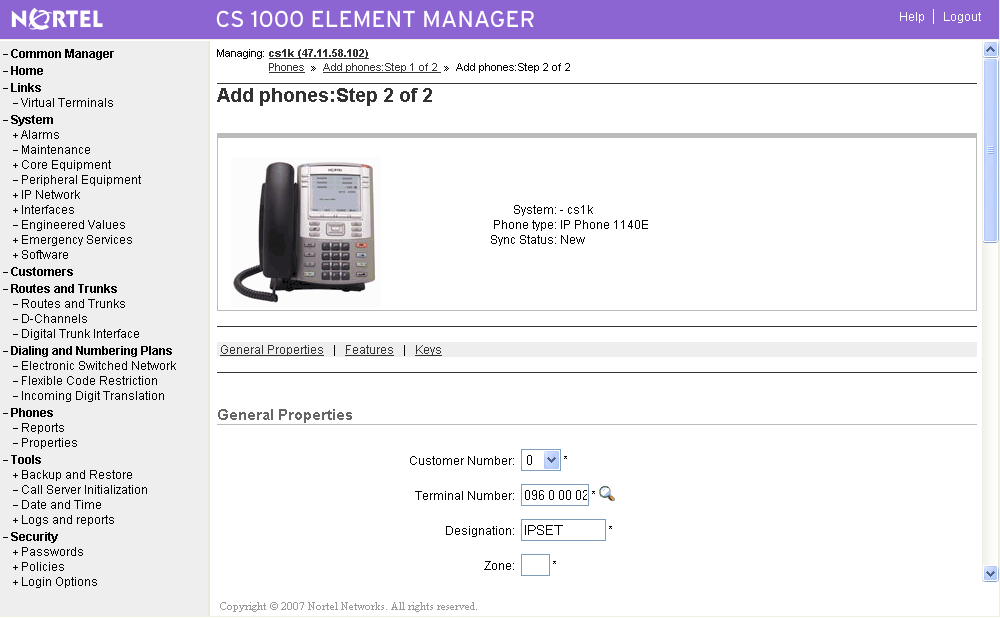 NORTEL
CS 1000 ELEMENT MANAGER
Help | Logout
– Common Manager
– Home
– Links
– Virtual Terminals
– System
+ Alarms
– Maintenance
+ Core Equipment
– Peripheral Equipment
+ IP Network
+ Interfaces
– Engineered Values
+ Emergency Services
+ Software
– Customers
– Routes and Trunks
– Routes and Trunks
– D-Channels
– Digital Trunk Interface
– Dialing and Numbering Plans
– Electronic Switched Network
– Flexible Code Restriction
– Incoming Digit Translation
– Phones
– Reports
– Properties
– Tools
+ Backup and Restore
– Call Server Initialization
– Date and Time
+ Logs and reports
– Security
+ Passwords
+ Policies
+ Login Options
Managing: cs1k (47.11.58.102)
Phones » Add phones:Step 1 of 2 » Add phones:Step 2 of 2
Add phones:Step 2 of 2
NORTEL
System: - cs1k
Phone type: IP Phone 1140E
Sync Status: New
General Properties | Features | Keys
General Properties
Customer Number: 0 *
Terminal Number: 096 0 00 02 *
Designation: IPSET *
Zone: *
Copyright © 2007 Nortel Networks. All rights reserved.